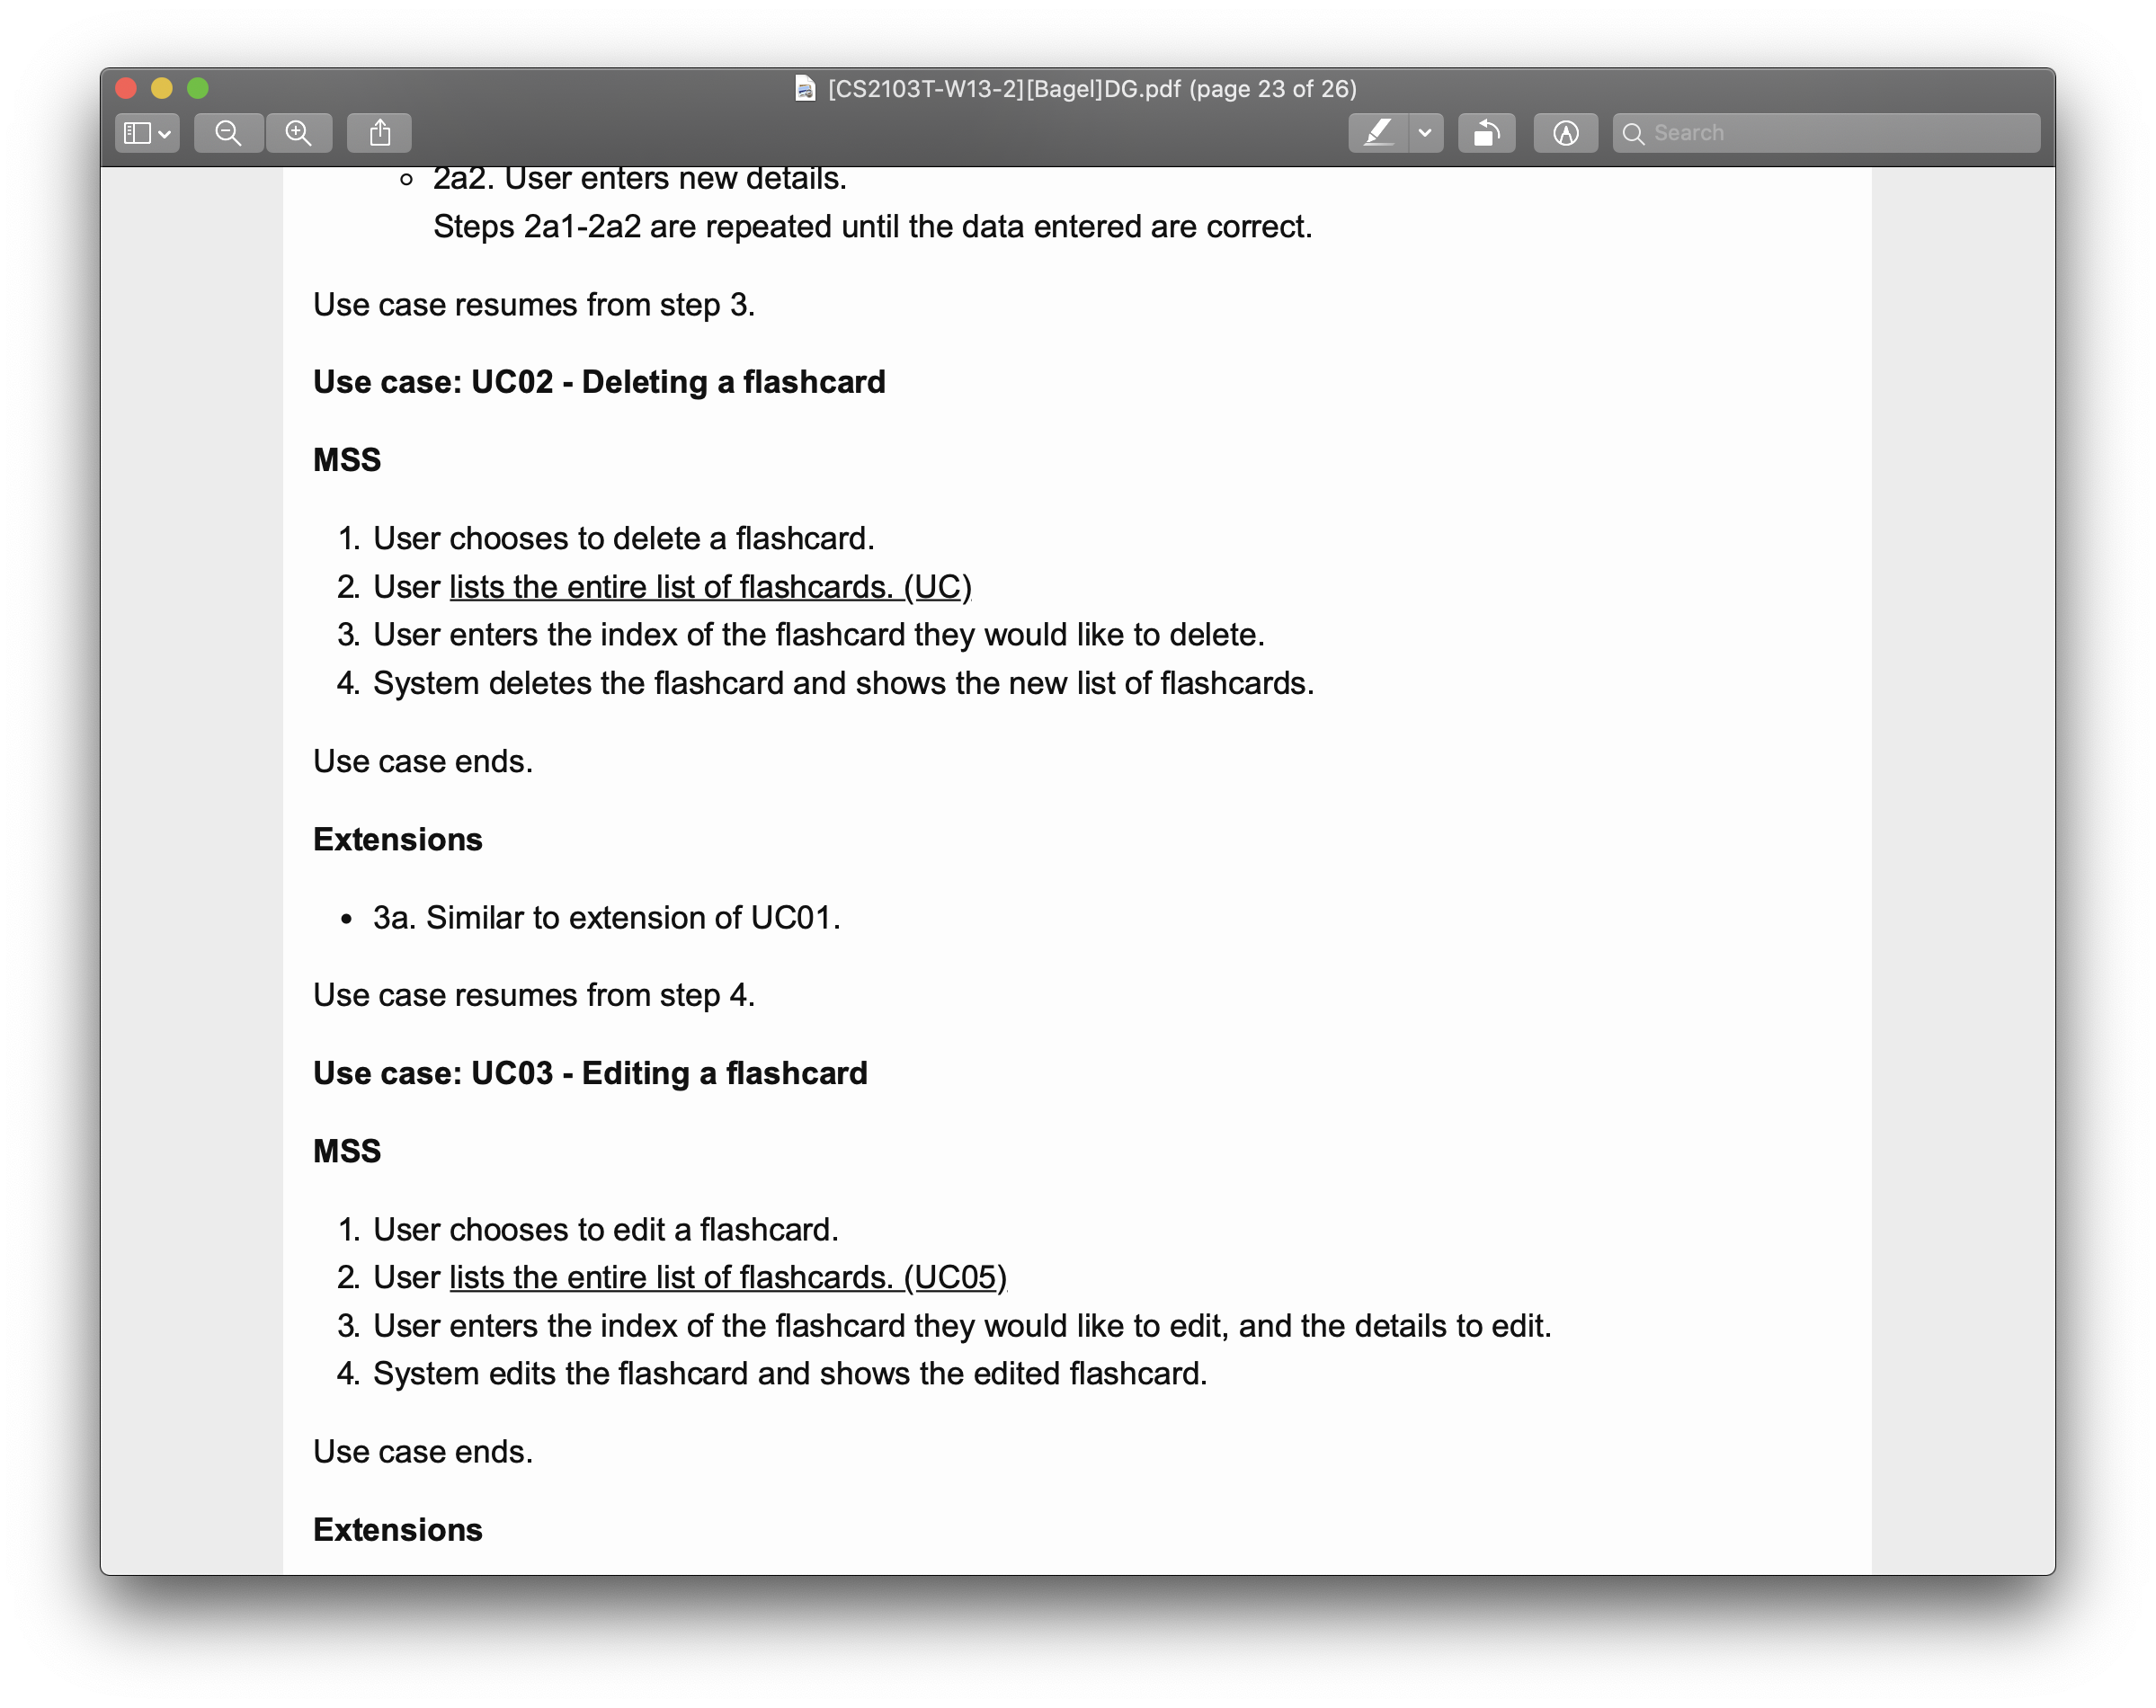 [CS2103T-W13-2][Bagel]DG.pdf (page 23 of 26)
Search
2a2. User enters new details.
Steps 2a1-2a2 are repeated until the data entered are correct.
Use case resumes from step 3.
Use case: UC02 - Deleting a flashcard
MSS
1. User chooses to delete a flashcard.
2. User lists the entire list of flashcards. (UC)
3. User enters the index of the flashcard they would like to delete.
4. System deletes the flashcard and shows the new list of flashcards.
Use case ends.
Extensions
• 3a. Similar to extension of UC01.
Use case resumes from step 4.
Use case: UC03 - Editing a flashcard
MSS
1. User chooses to edit a flashcard.
2. User lists the entire list of flashcards. (UC05)
3. User enters the index of the flashcard they would like to edit, and the details to edit.
4. System edits the flashcard and shows the edited flashcard.
Use case ends.
Extensions